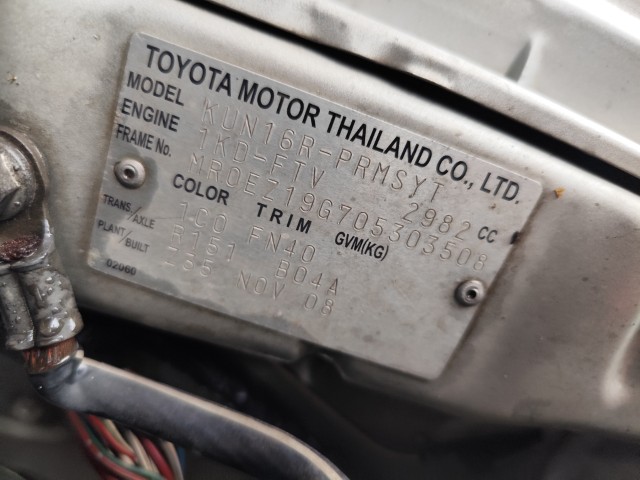 TOYOTA MOTOR THAILAND CO., LTD.
MODEL KUN16R-PRMSYT
ENGINE 1KD-FTV 2982 CC
FRAME No. MR0EZ19G705303508
COLOR TRIM GVM(KG)
1C0 FN40
TRANS/AXLE B04A
PLANT/BUILT NOV 08
02060